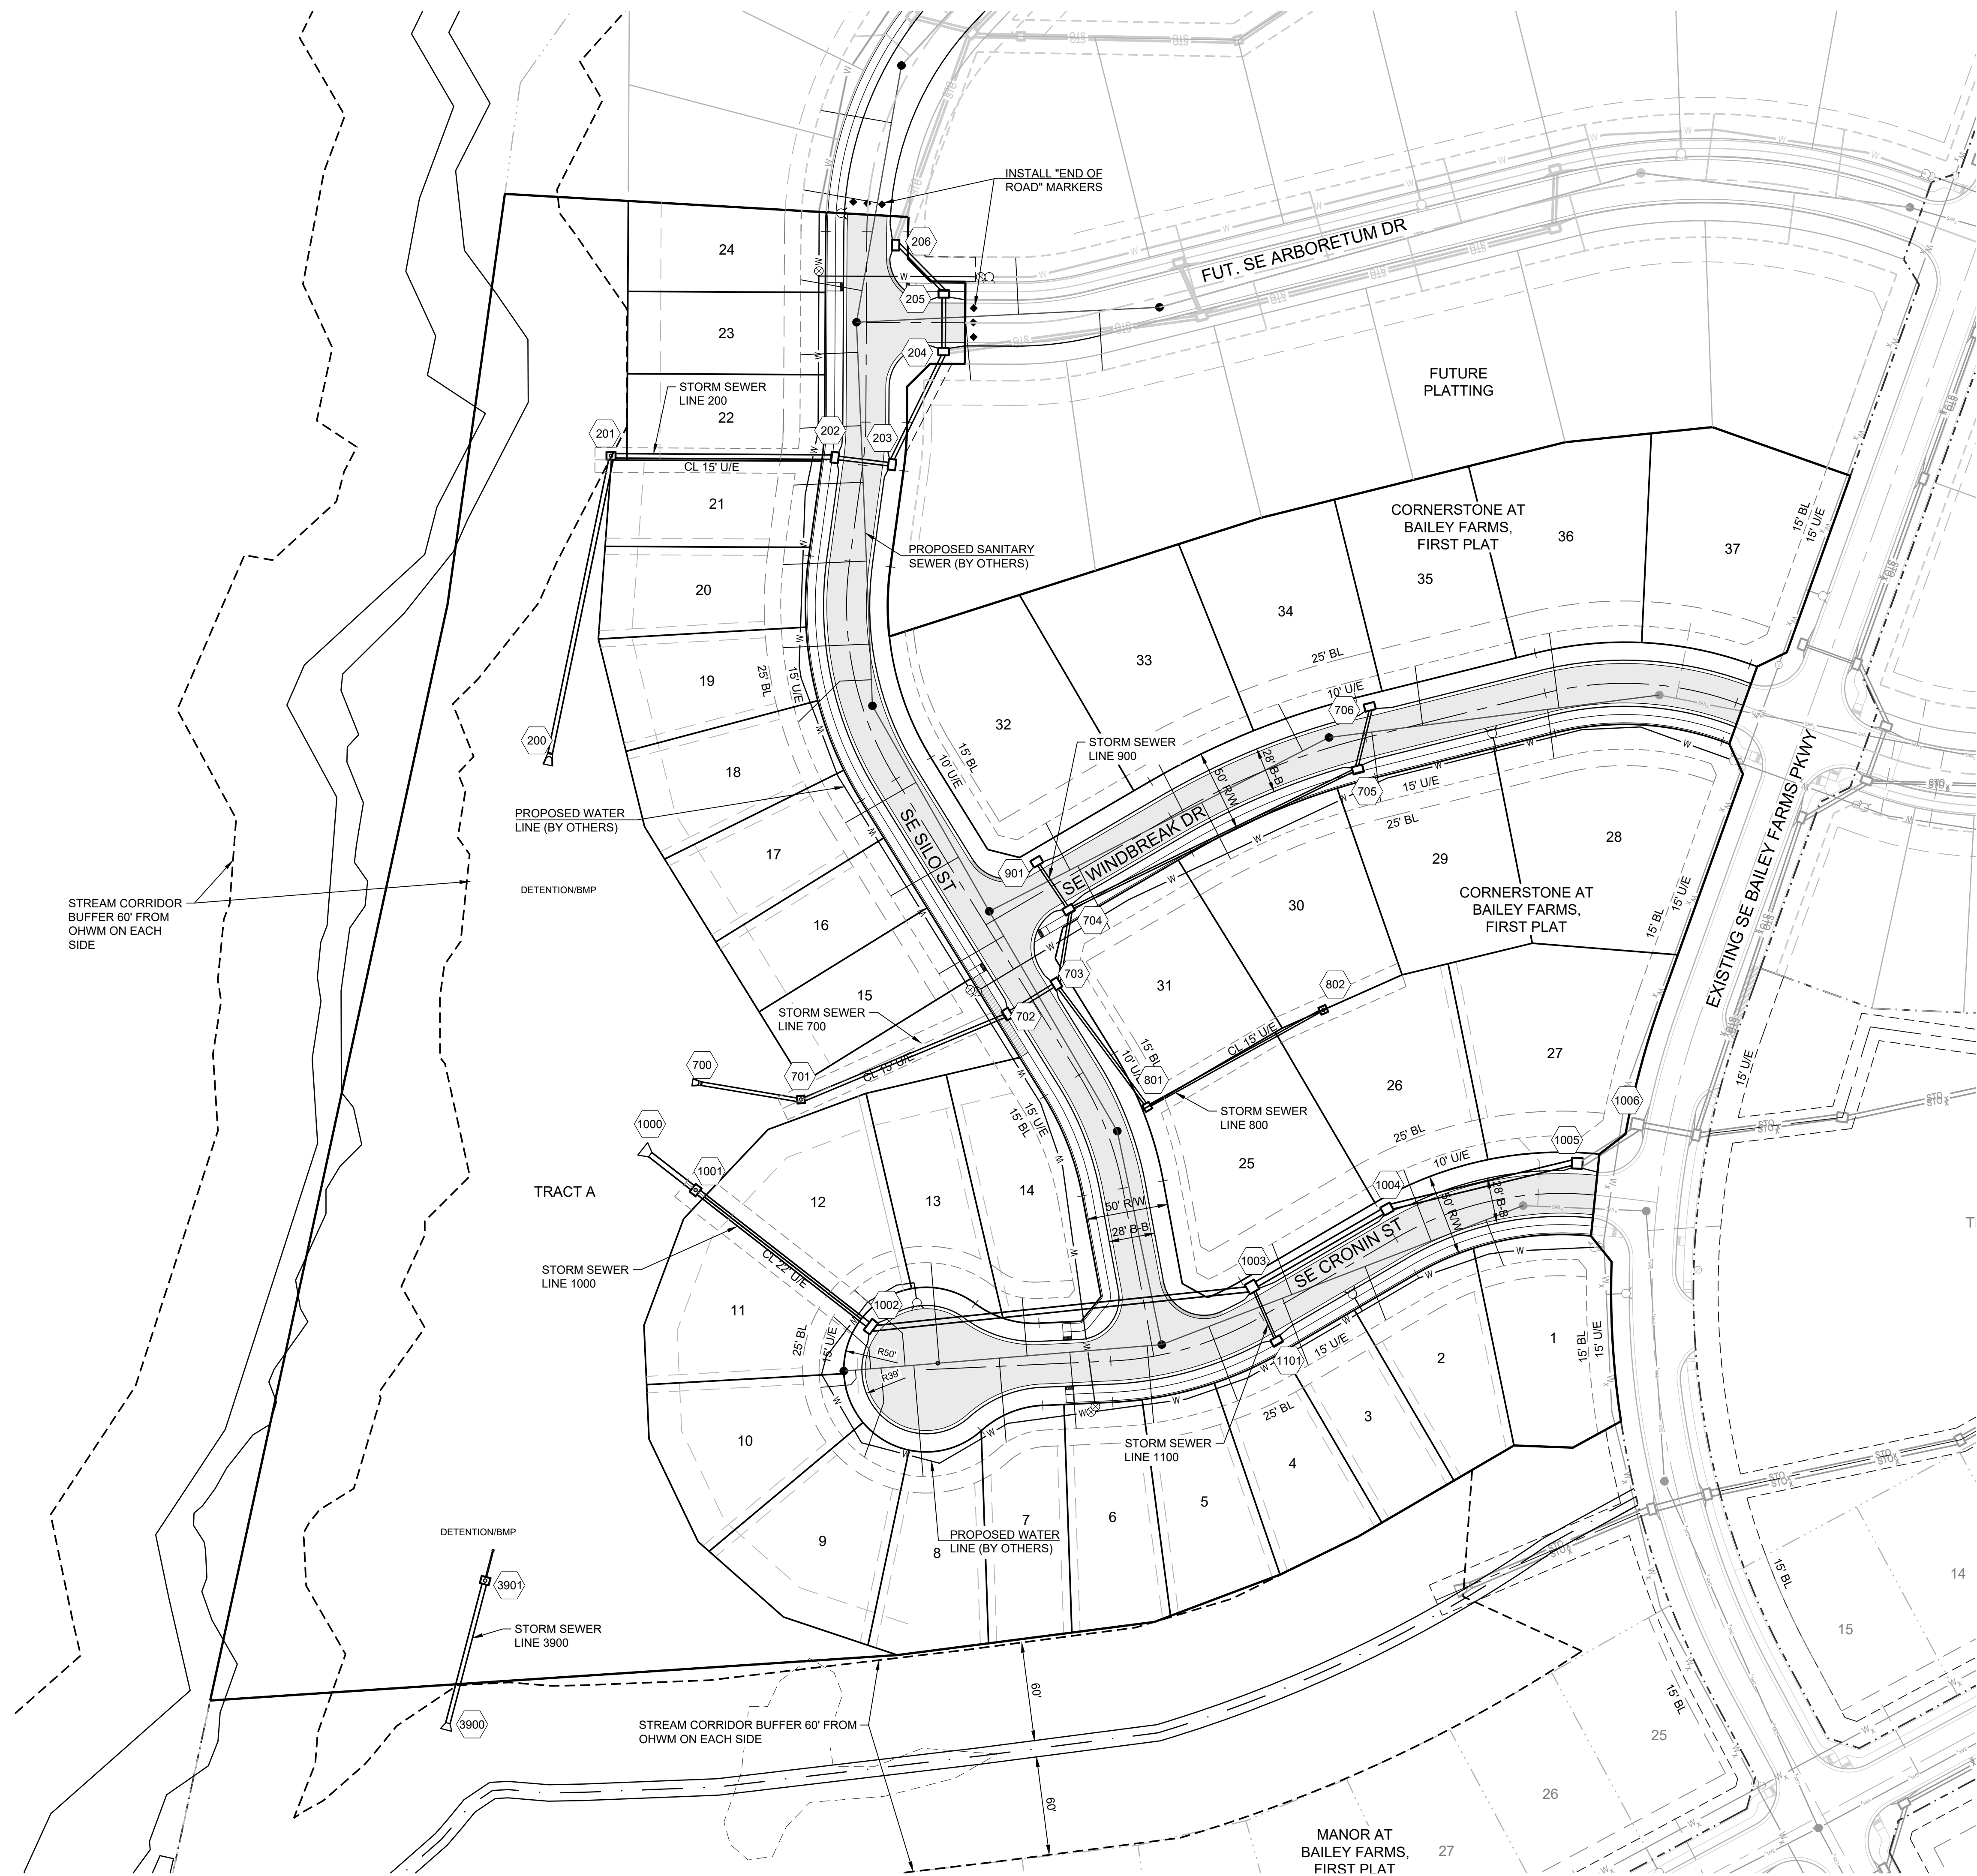 INSTALL "END OF
ROAD" MARKERS
206
24
FUT. SE ARBORETUM DR
205
23
204
FUTURE
PLATTING
STORM SEWER
LINE 200
22
201
202
203
CL 15' U/E
21
CORNERSTONE AT
BAILEY FARMS,
FIRST PLAT
36
37
15' BL
15' U/E
PROPOSED SANITARY
SEWER (BY OTHERS)
35
20
34
33
25' BL
19
25' BL
15' U/E
10' U/E
706
32
200
STORM SEWER
LINE 900
18
15' BL
10' U/E
50' R/W
28' B-B
705
15' U/E
25' BL
PROPOSED WATER
LINE (BY OTHERS)
SE SILO ST
SE WINDBREAK DR
28
29
17
901
DETENTION/BMP
STREAM CORRIDOR
BUFFER 60' FROM
OHWM ON EACH
SIDE
CORNERSTONE AT
BAILEY FARMS,
FIRST PLAT
30
15' BL
15' U/E
EXISTING SE BAILEY FARMS PKWY
16
704
703
31
802
15
STORM SEWER
LINE 700
702
CL 15' U/E
15' BL
10' U/E
27
15' U/E
700
701
CL 15' U/E
801
26
STORM SEWER
LINE 800
1006
1000
15' U/E
15' BL
25' BL
1005
10' U/E
25
1001
TRACT A
12
13
14
1004
50' R/W
28' B-B
50' R/W
28' B-B
SE CRONIN ST
STORM SEWER
LINE 1000
CL 22' U/E
1003
11
1002
25' BL
15' U/E
R50'
R39'
1101
15' U/E
1
2
15' BL
15' U/E
10
3
25' BL
STORM SEWER
LINE 1100
4
5
6
7
PROPOSED WATER
LINE (BY OTHERS)
8
9
DETENTION/BMP
3901
STORM SEWER
LINE 3900
3900
15' BL
14
15
60'
15' BL
STREAM CORRIDOR BUFFER 60' FROM
OHWM ON EACH SIDE
25
60'
26
MANOR AT
BAILEY FARMS,
FIRST PLAT
27